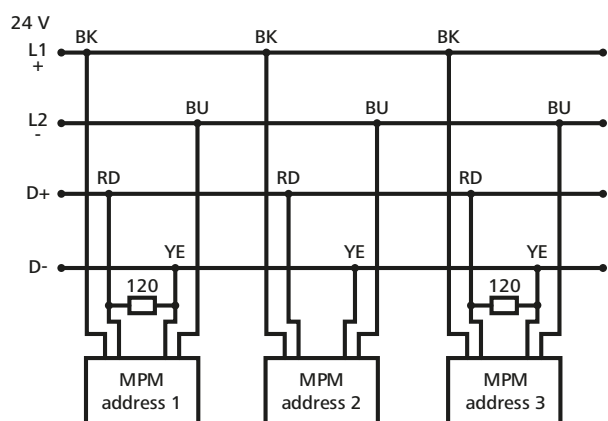 24 V
L1 BK BK BK
+
L2 BU BU BU
-
D+ RD RD RD
D- YE YE YE
120 120
MPM MPM MPM
address 1 address 2 address 3